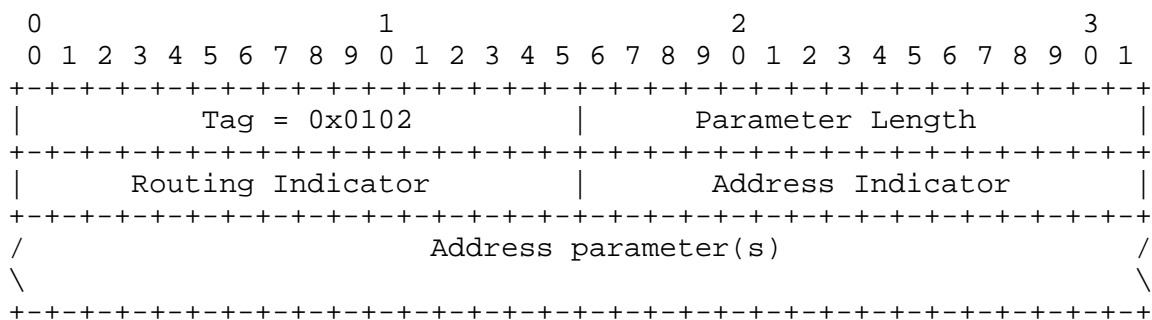 0                   1                   2                   3
 0 1 2 3 4 5 6 7 8 9 0 1 2 3 4 5 6 7 8 9 0 1 2 3 4 5 6 7 8 9 0 1
+-+-+-+-+-+-+-+-+-+-+-+-+-+-+-+-+-+-+-+-+-+-+-+-+-+-+-+-+-+-+-+-+
|          Tag = 0x0102         |      Parameter Length         |
+-+-+-+-+-+-+-+-+-+-+-+-+-+-+-+-+-+-+-+-+-+-+-+-+-+-+-+-+-+-+-+-+
|      Routing Indicator        |       Address Indicator       |
+-+-+-+-+-+-+-+-+-+-+-+-+-+-+-+-+-+-+-+-+-+-+-+-+-+-+-+-+-+-+-+-+
/                       Address parameter(s)                    /
\                                                               \
+-+-+-+-+-+-+-+-+-+-+-+-+-+-+-+-+-+-+-+-+-+-+-+-+-+-+-+-+-+-+-+-+